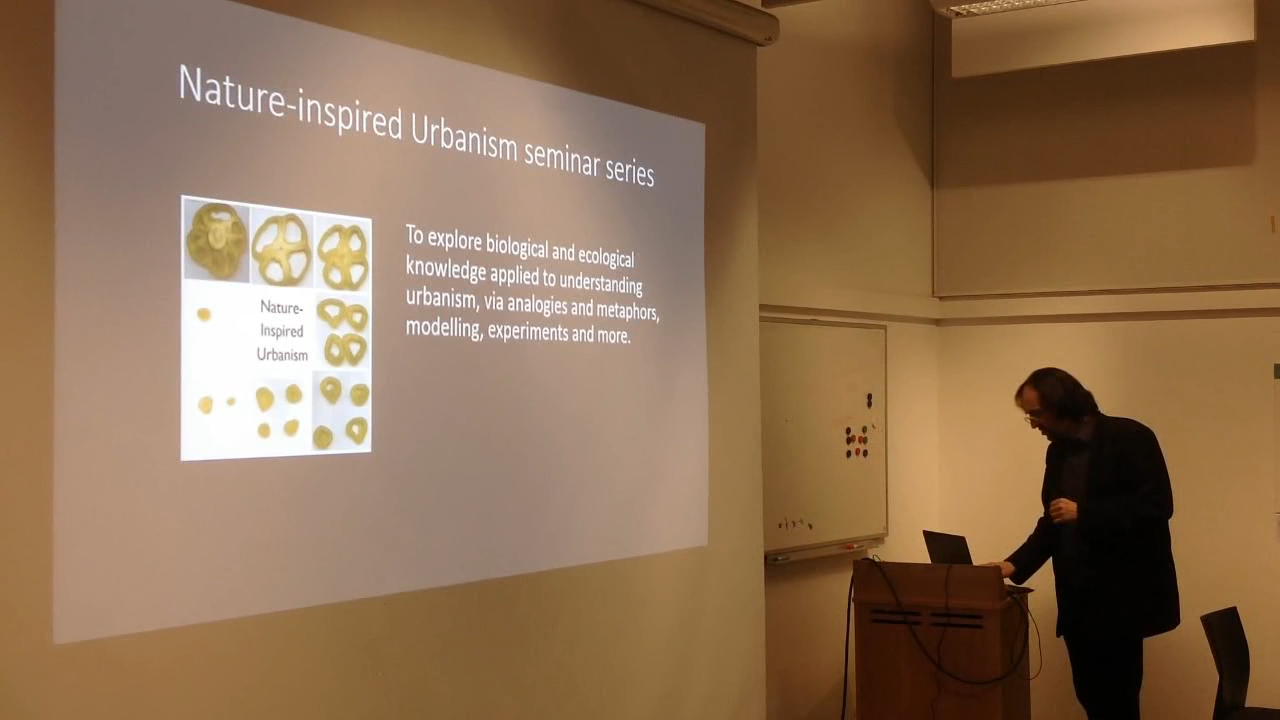 Nature-inspired Urbanism seminar series
Nature-
Inspired
Urbanism
To explore biological and ecological
knowledge applied to understanding
urbanism, via analogies and metaphors,
modelling, experiments and more.